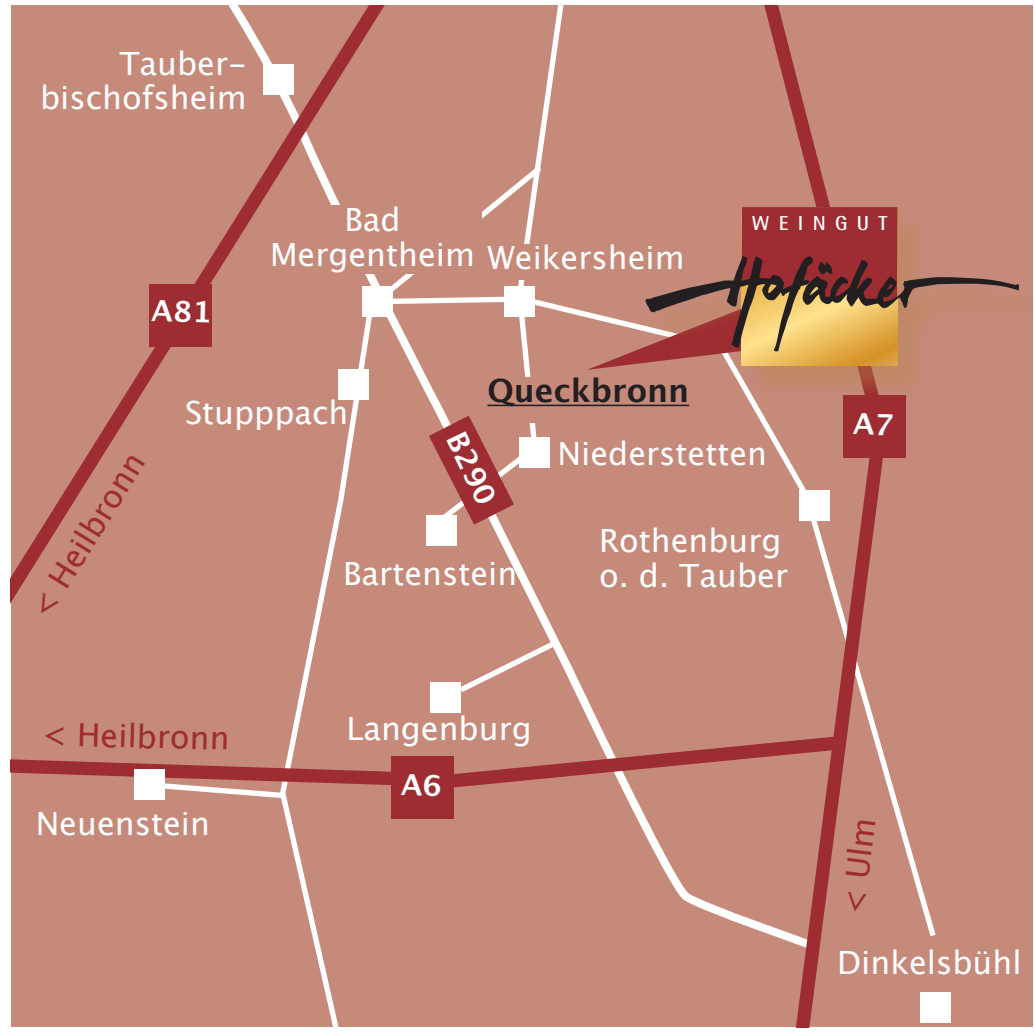 Tauber-
bischofsheim
Bad
Mergentheim
Weikersheim
WEINGUT
Hofäcker
A81
Queckbronn
Stupppach
A7
B290
Niederstetten
< Heilbronn
Rothenburg
o. d. Tauber
Bartenstein
Langenburg
< Heilbronn
A6
Neuenstein
< Ulm
Dinkelsbühl